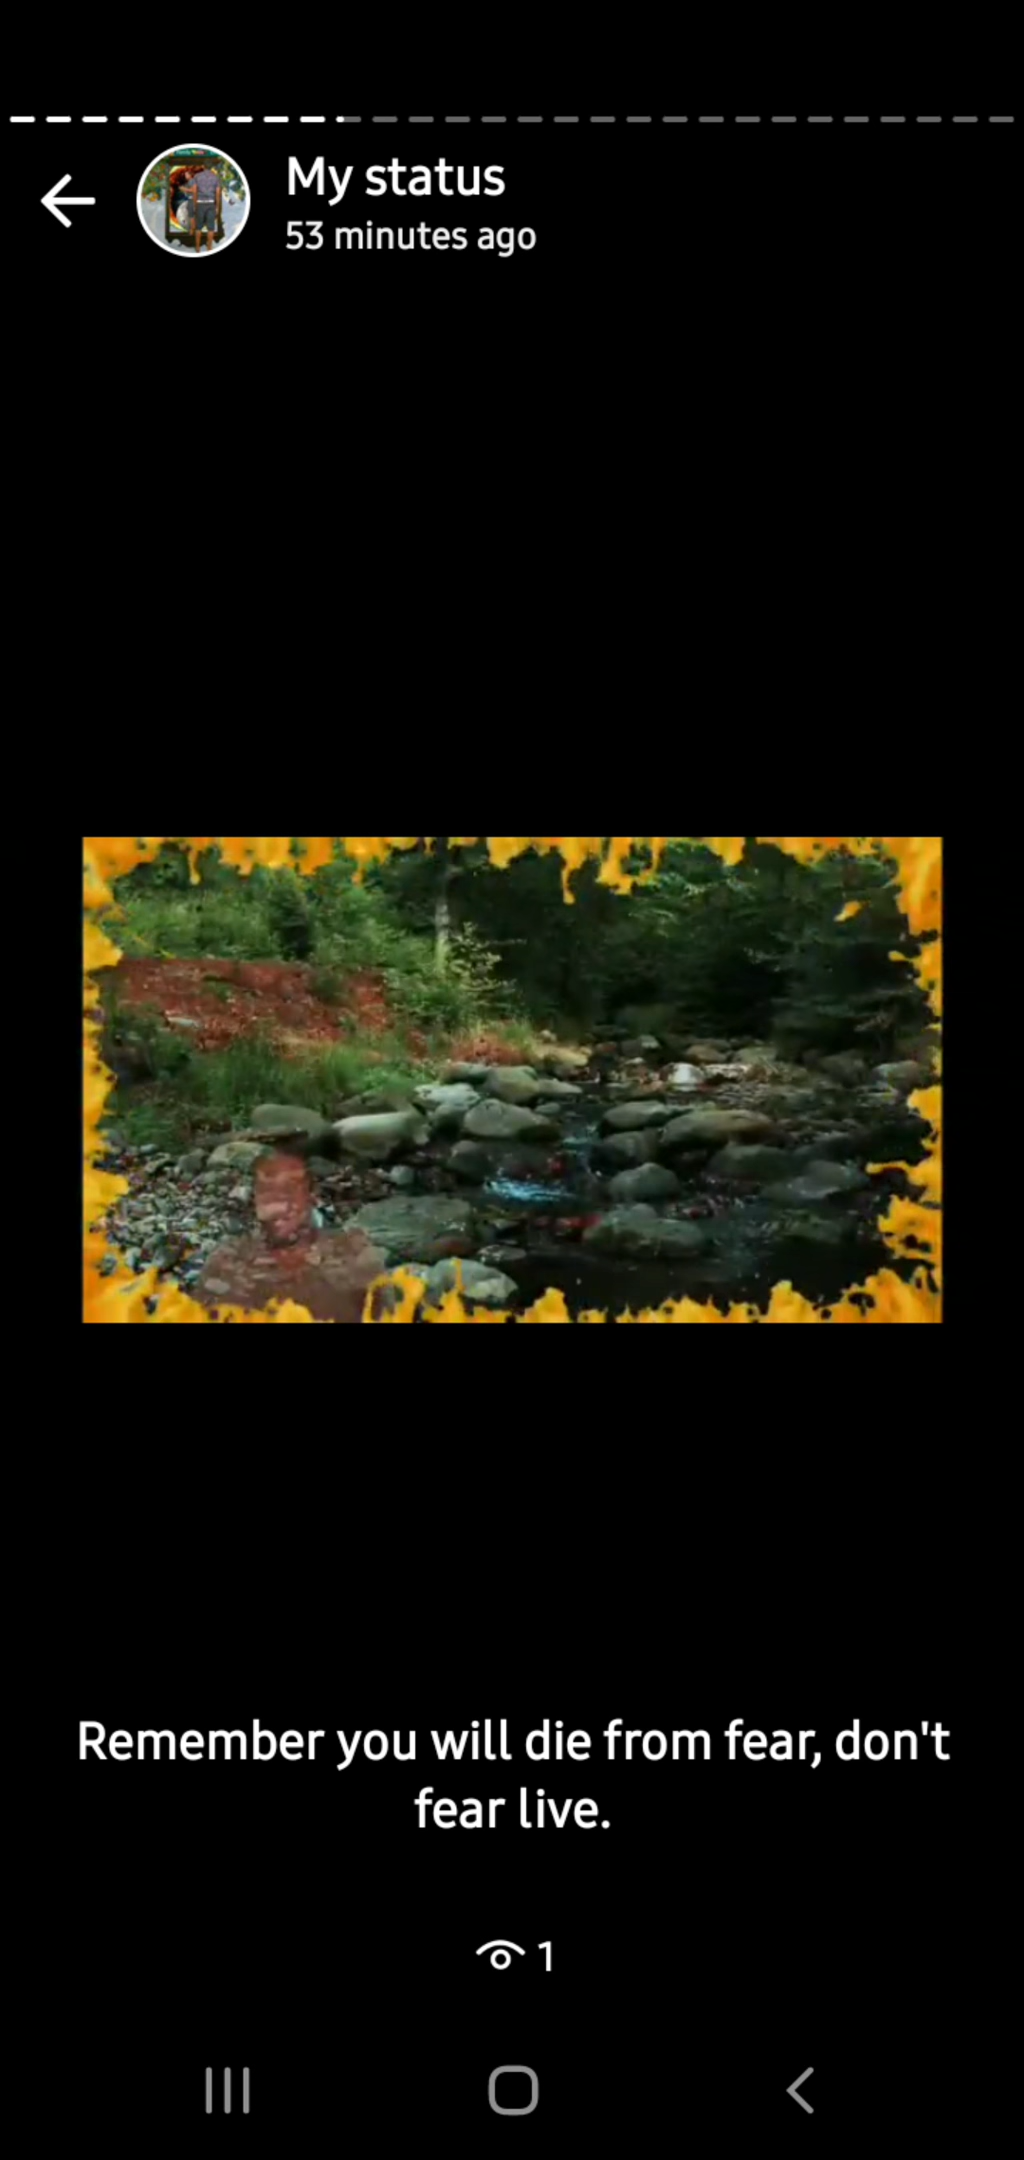 My status
53 minutes ago
Remember you will die from fear, don't
fear live.
1